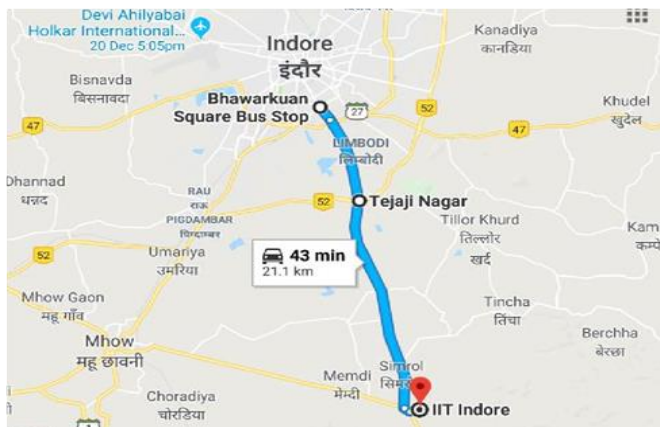 Devi Ahilyabai
Holkar International...
20 Dec 5:05pm
Indore
इंदौर
Kanadiya
कानडिया
Bisnavda
बिसनावदा
Bhawarkuan
Square Bus Stop
27
52
Khudel
खुदेल
47
47
LIMBODI
लिम्बोदी
Dhannad
धन्नद
RAU
राऊ
PIGDAMBAR
पिगदाम्बर
52
Tejaji Nagar
Tillor Khurd
तिल्लोर
खुर्द
Kam
कम्पे
52
Umariya
उमरिया
43 min
21.1 km
Mhow Gaon
महू गाँव
Tincha
तिंचा
Mhow
महू छावनी
Berchha
बेरछा
Memdi
मेम्दी
Simrol
Choradiya
चोरडिया
IIT Indore